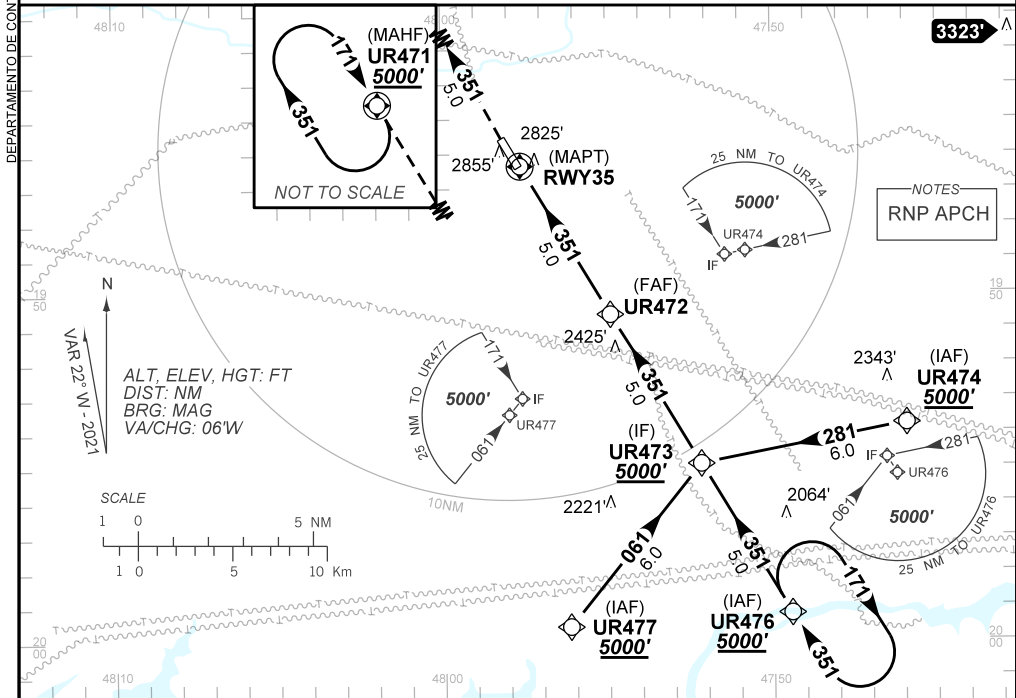 DEPARTAMENTO DE CON
48 10
48 00
47 50
3323'
171
(MAHF)
UR471
5000'
351
NOT TO SCALE
351
5.0
2825'
2855'
(MAPT)
RWY35
25 NM TO UR474
5000'
171
UR474
281
IF
NOTES
RNP APCH
351
5.0
19 50
19 50
(FAF)
UR472
2425'
N
VAR 22° W - 2021
ALT, ELEV, HGT: FT
DIST: NM
BRG: MAG
VA/CHG: 06'W
25 NM TO UR477
171
5000'
IF
UR477
061
351
5.0
2343'
(IAF)
UR474
5000'
281
6.0
(IF)
UR473
5000'
10NM
2221'
2064'
281
IF
UR476
061
5000'
25 NM TO UR476
SCALE
1 0 5 NM
1 0 5 10 Km
061
6.0
351
5.0
171
(IAF)
UR477
5000'
(IAF)
UR476
5000'
351
20 00
20 00
48 10
48 00
47 50